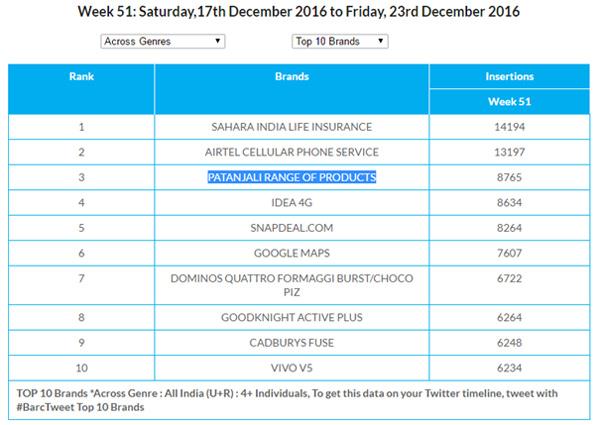 Week 51: Saturday,17th December 2016 to Friday, 23rd December 2016
Across Genres Top 10 Brands
Rank Brands Insertions
Week 51
1 SAHARA INDIA LIFE INSURANCE 14194
2 AIRTEL CELLULAR PHONE SERVICE 13197
3 PATANJALI RANGE OF PRODUCTS 8765
4 IDEA 4G 8634
5 SNAPDEAL.COM 8264
6 GOOGLE MAPS 7607
7 DOMINOS QUATTRO FORMAGGI BURST/CHOCO 6722
PIZ
8 GOODKNIGHT ACTIVE PLUS 6264
9 CADBURYS FUSE 6248
10 VIVO V5 6234
TOP 10 Brands *Across Genre : All India (U+R) : 4+ Individuals, To get this data on your Twitter timeline, tweet with
#BarcTweet Top 10 Brands